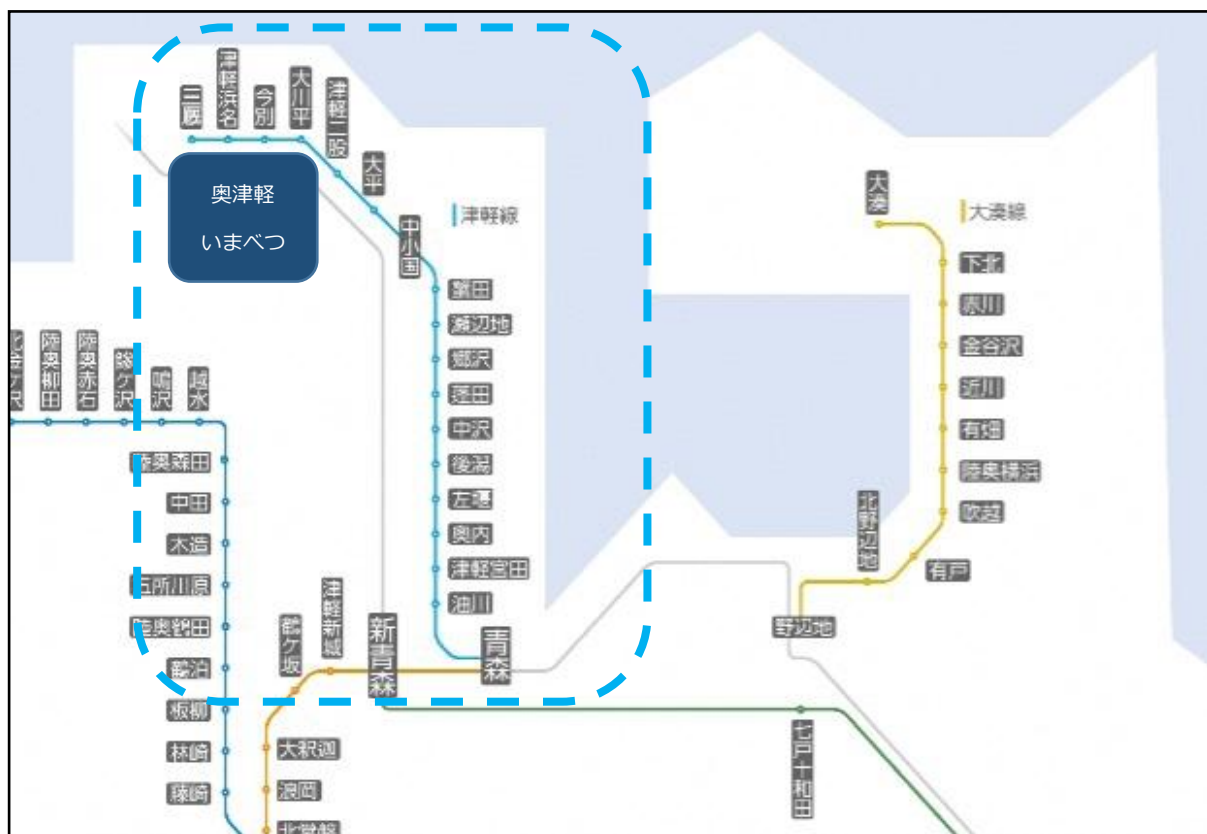 三厩
津軽浜名
今別
大川平
津軽二股
大平
中小国
奥津軽
いまべつ
津軽線
蟹田
瀬辺地
郷沢
蓬田
中沢
後潟
左堰
奥内
津軽宮田
油川
青森
新青森
津軽新城
鶴ケ坂
大釈迦
浪岡
北常盤
北金ケ沢
陸奥柳田
陸奥赤石
鰺ケ沢
鳴沢
越水
陸奥森田
中田
木造
五所川原
陸奥鶴田
鶴泊
板柳
林崎
藤崎
大湊
大湊線
下北
赤川
金谷沢
近川
有畑
陸奥横浜
吹越
有戸
北野辺地
野辺地
七戸十和田